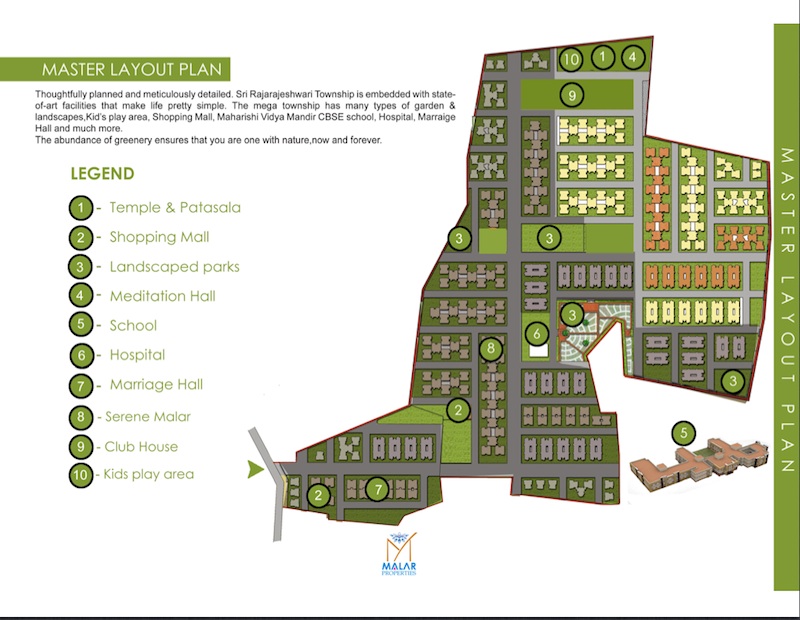 MASTER LAYOUT PLAN
Thoughtfully planned and meticulously detailed. Sri Rajarajeshwari Township is embedded with state-
of-art facilities that make life pretty simple. The mega township has many types of garden &
landscapes,Kid's play area, Shopping Mall, Maharishi Vidya Mandir CBSE school, Hospital, Marraige
Hall and much more.
The abundance of greenery ensures that you are one with nature,now and forever.
LEGEND
1 - Temple & Patasala
2 - Shopping Mall
3 - Landscaped parks
4 - Meditation Hall
5 - School
6 - Hospital
7 - Marriage Hall
8 - Serene Malar
9 - Club House
10 - Kids play area
10 1 4
9
3
3
3
6
8
3
2
5
2
7
MALAR
PROPERTIES
MASTER LAYOUT PLAN